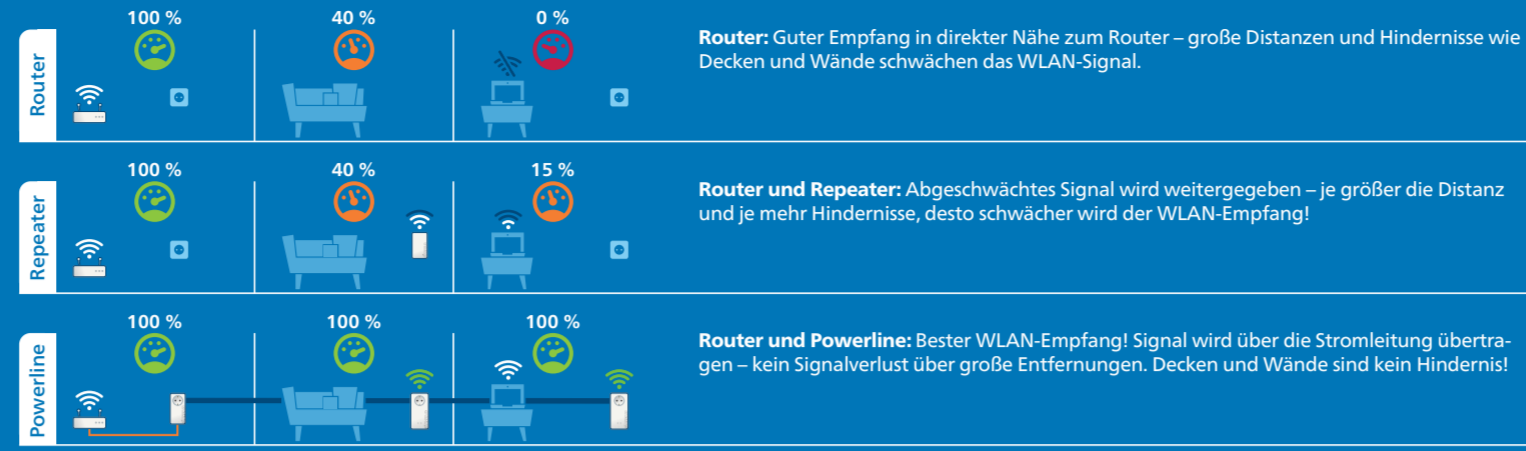 100 %
40 %
0 %
Router
Router: Guter Empfang in direkter Nähe zum Router – große Distanzen und Hindernisse wie
Decken und Wände schwächen das WLAN-Signal.
100 %
40 %
15 %
Repeater
Router und Repeater: Abgeschwächtes Signal wird weitergegeben – je größer die Distanz
und je mehr Hindernisse, desto schwächer wird der WLAN-Empfang!
100 %
100 %
100 %
Powerline
Router und Powerline: Bester WLAN-Empfang! Signal wird über die Stromleitung übertra-
gen – kein Signalverlust über große Entfernungen. Decken und Wände sind kein Hindernis!